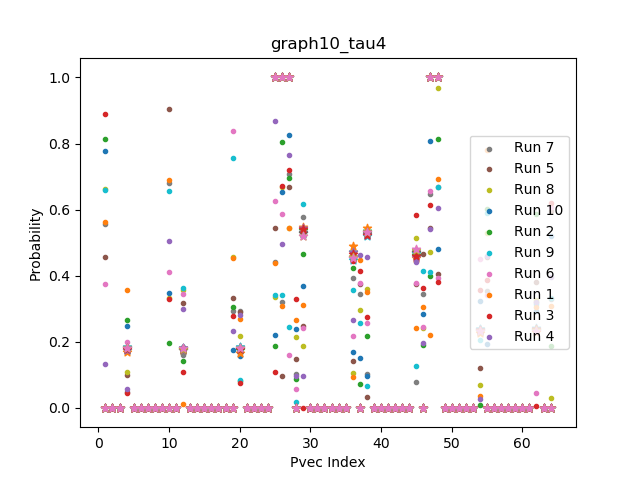 graph10_tau4
Probability
1.0
0.8
0.6
0.4
0.2
0.0
Run 7
Run 5
Run 8
Run 10
Run 2
Run 9
Run 6
Run 1
Run 3
Run 4
0 10 20 30 40 50 60
Pvec Index